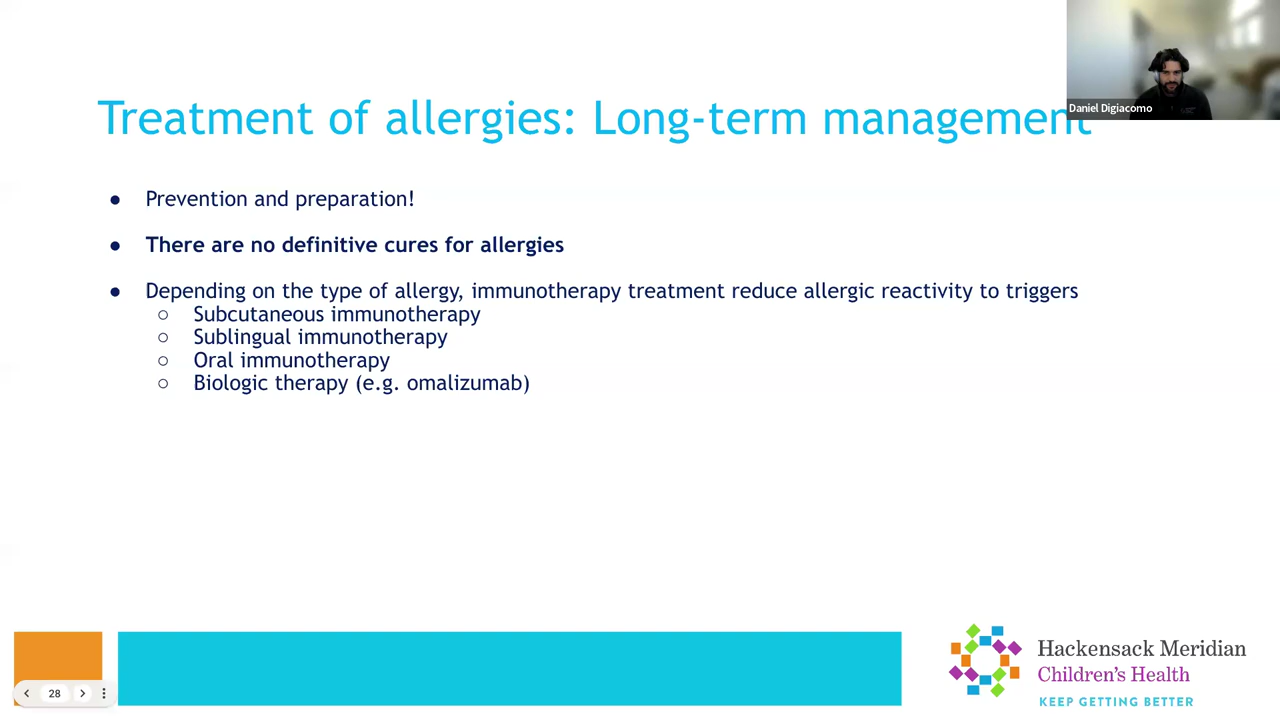 Daniel Digiacomo
Treatment of allergies: Long-term management
● Prevention and preparation!
● There are no definitive cures for allergies
● Depending on the type of allergy, immunotherapy treatment reduce allergic reactivity to triggers
○ Subcutaneous immunotherapy
○ Sublingual immunotherapy
○ Oral immunotherapy
○ Biologic therapy (e.g. omalizumab)
28
Hackensack Meridian
Children's Health
KEEP GETTING BETTER